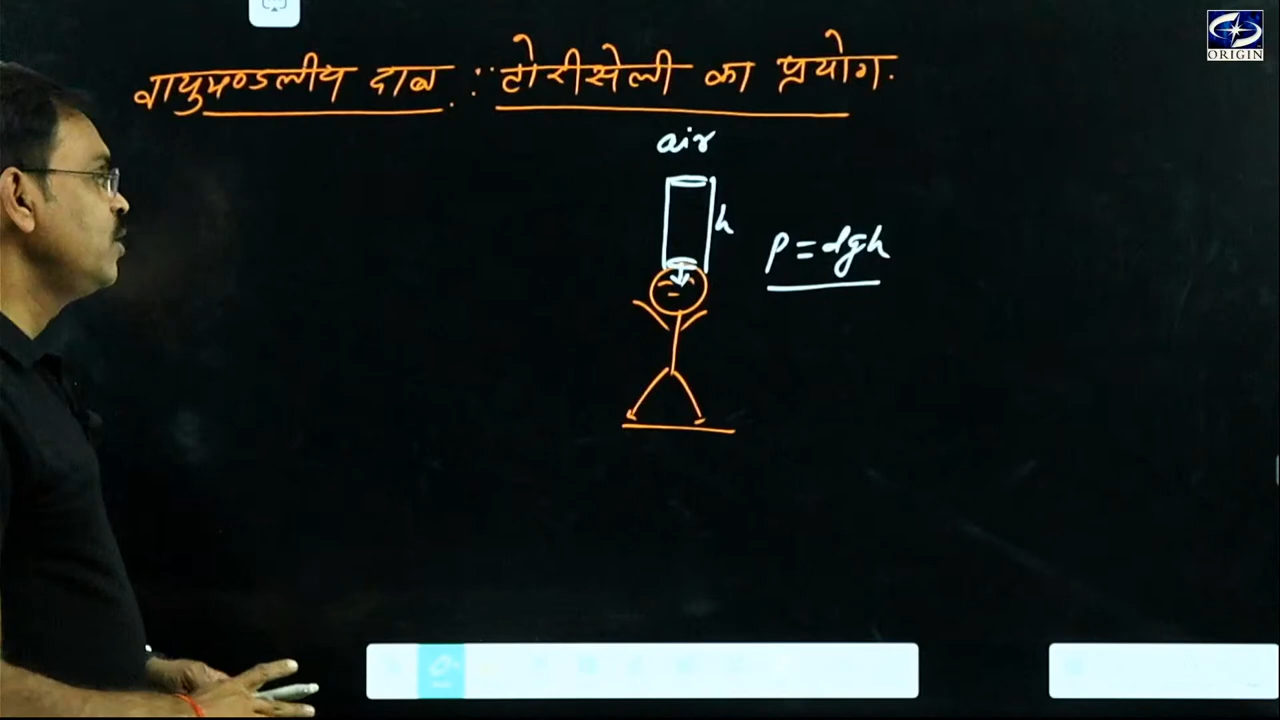 वायुमण्डलीय दाब :- टोरीसेली का प्रयोग.
air
h
P = dgh
ORIGIN